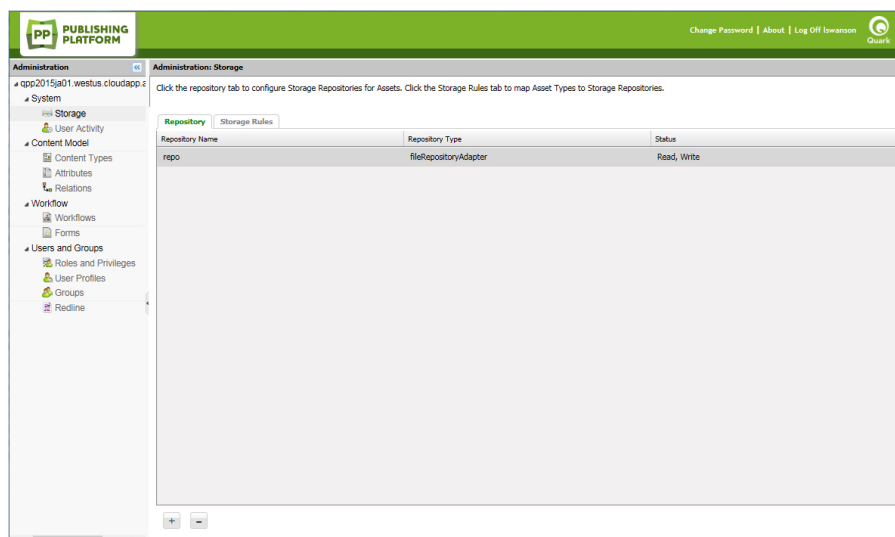 PP PUBLISHING
PLATFORM
Change Password | About | Log Off lswanson
Quark
Administration
Administration: Storage
qpp2015ja01.westus.cloudapp.a
Click the repository tab to configure Storage Repositories for Assets. Click the Storage Rules tab to map Asset Types to Storage Repositories.
System
Storage
User Activity
Content Model
Content Types
Attributes
Relations
Workflow
Workflows
Forms
Users and Groups
Roles and Privileges
User Profiles
Groups
Redline
Repository Storage Rules
Repository Name Repository Type Status
repo fileRepositoryAdapter Read, Write